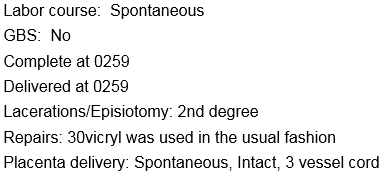 Labor course:  Spontaneous
GBS:  No
Complete at 0259
Delivered at 0259
Lacerations/Episiotomy: 2nd degree
Repairs: 30vicryl was used in the usual fashion
Placenta delivery: Spontaneous, Intact, 3 vessel cord